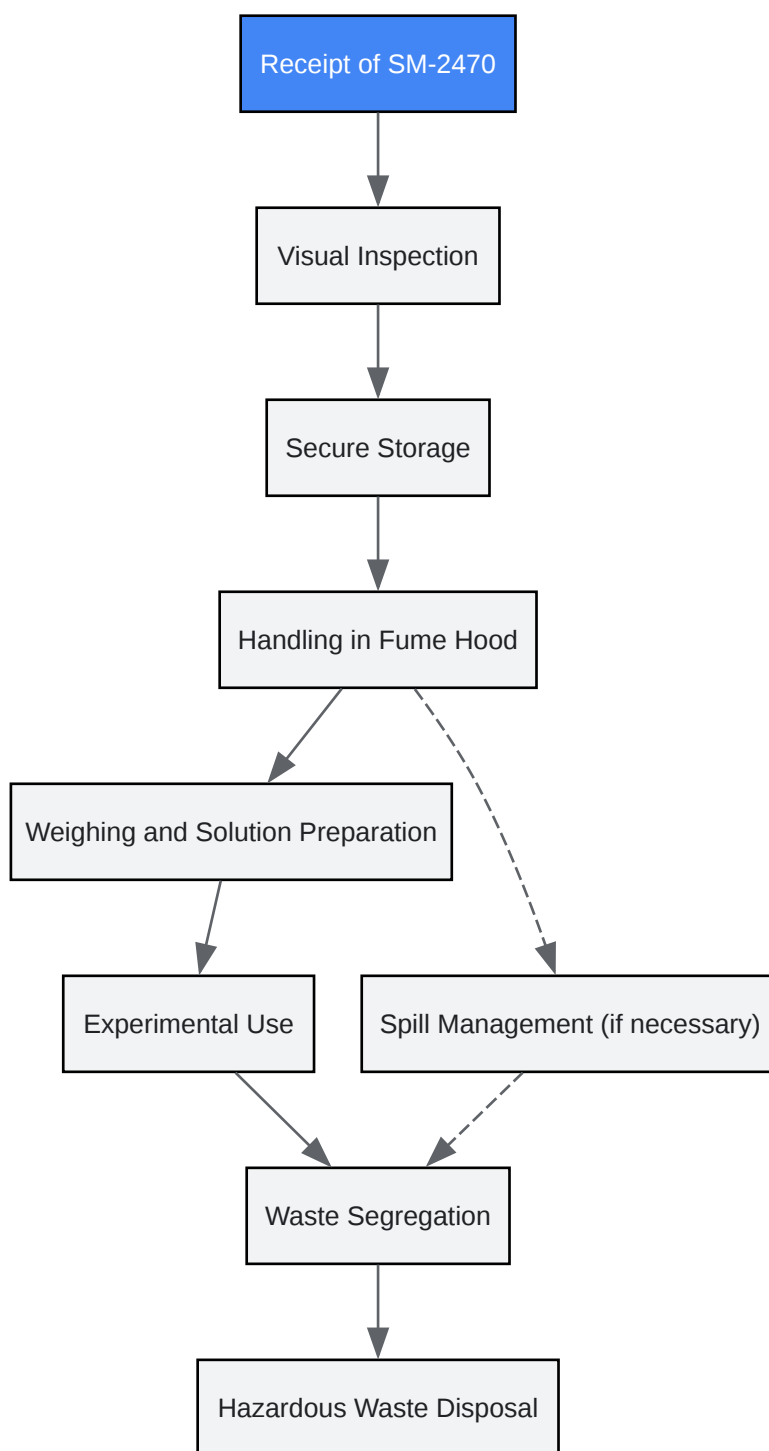 Receipt of SM-2470
Visual Inspection
Secure Storage
Handling in Fume Hood
Weighing and Solution Preparation
Experimental Use
Spill Management (if necessary)
Waste Segregation
Hazardous Waste Disposal